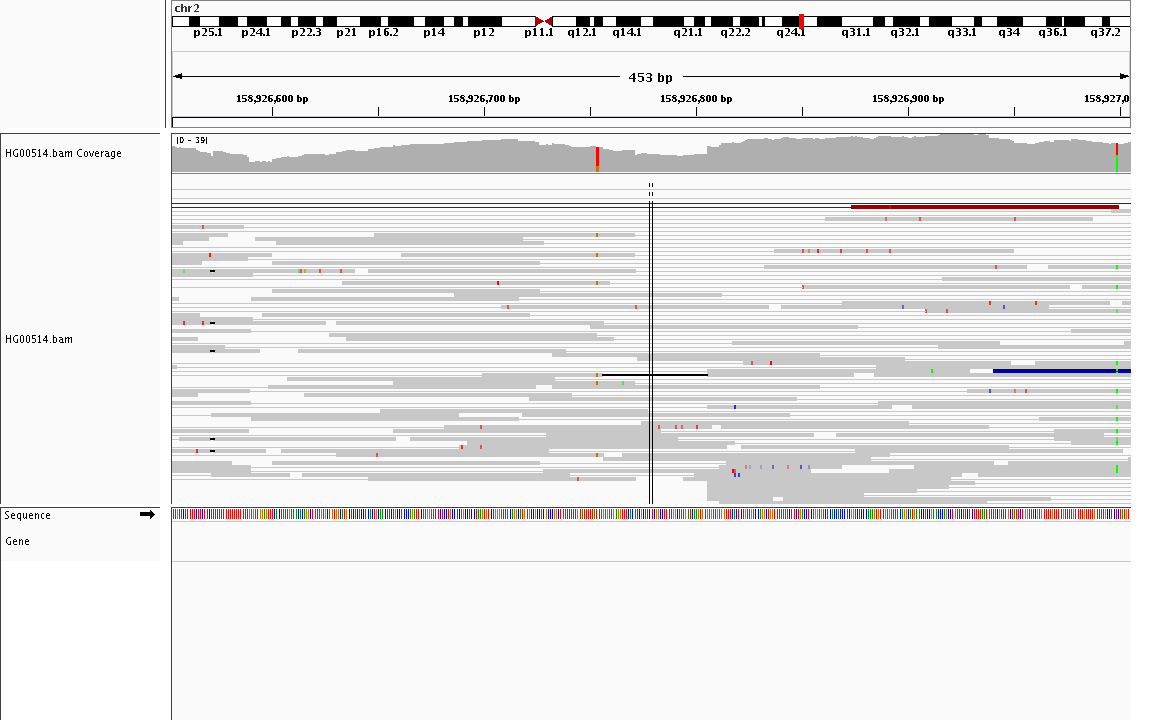 chr2
p25.1 p24.1 p22.3 p21 p16.2 p14 p12 p11.1 q12.1 q14.1 q21.1 q22.2 q24.1 q31.1 q32.1 q33.1 q34 q36.1 q37.2
453 bp
158,926,600 bp 158,926,700 bp 158,926,800 bp 158,926,900 bp 158,927,0
[0 - 39]
HG00514.bam Coverage
HG00514.bam
Sequence
Gene